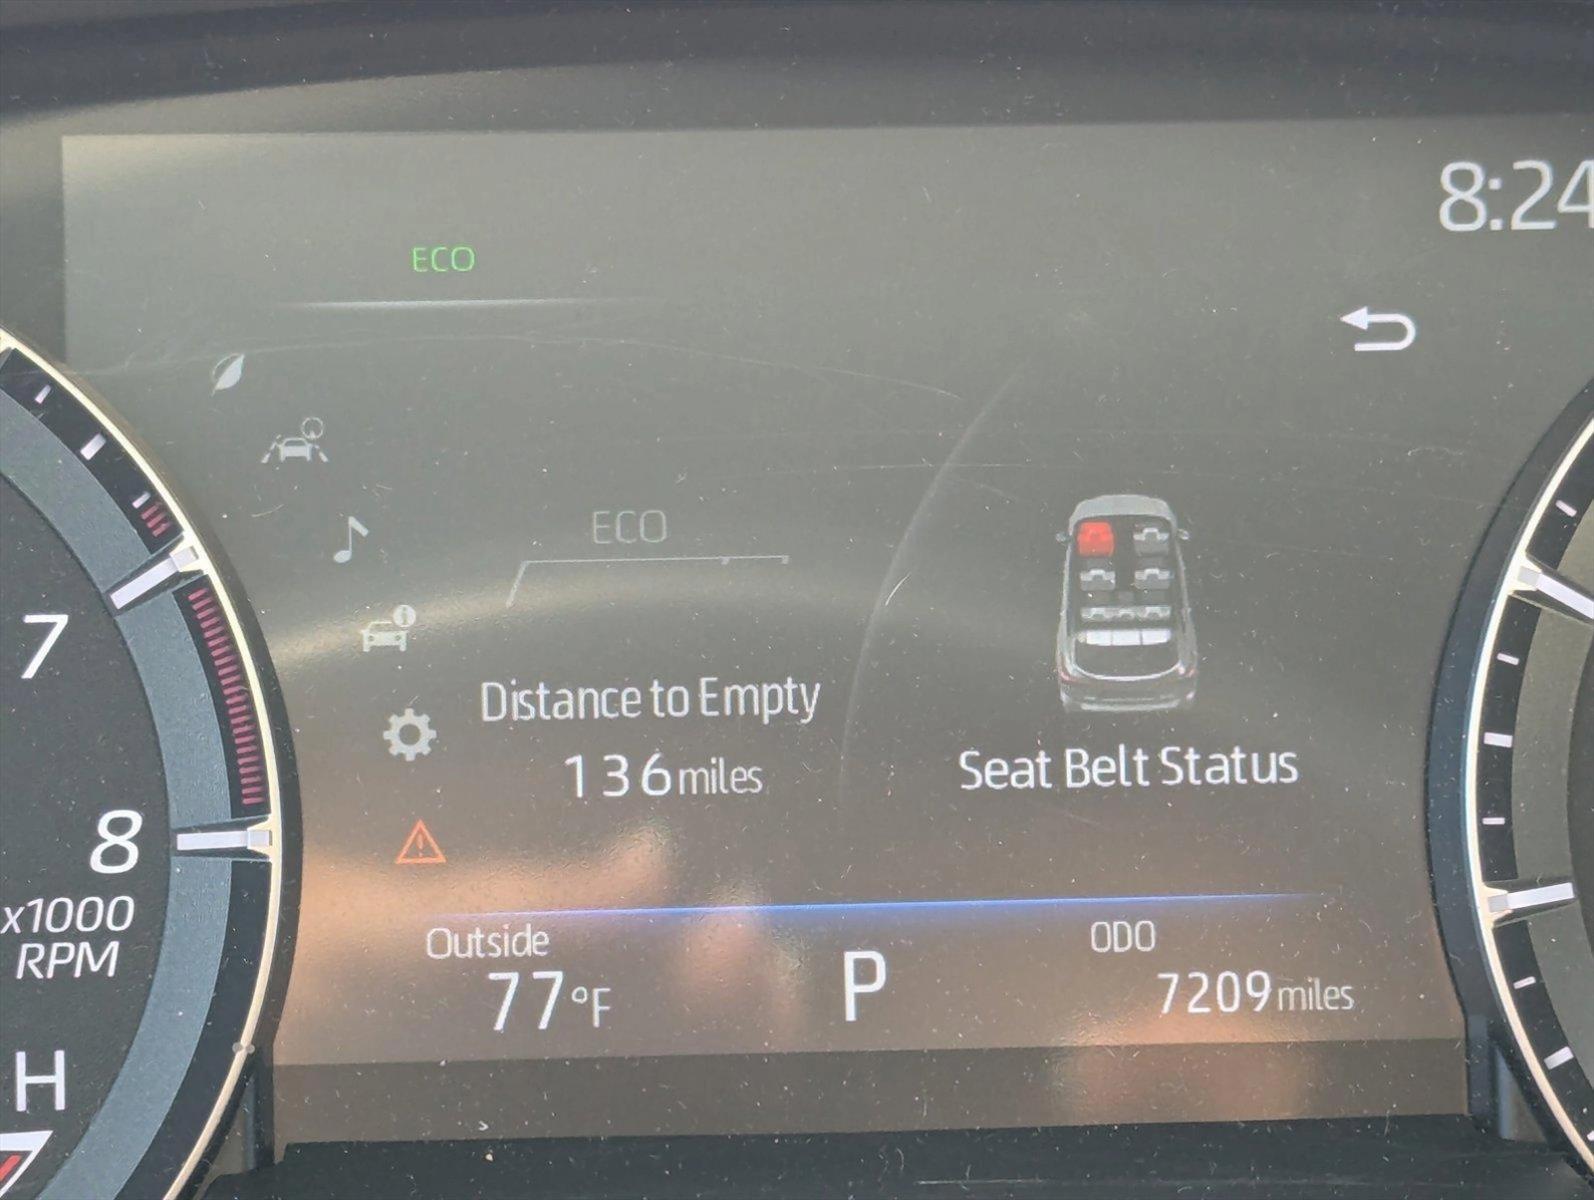 8:24
ECO
ECO
Distance to Empty
136 miles
Seat Belt Status
7
8
x1000
RPM
Outside
77°F
P
ODO
7209 miles
H